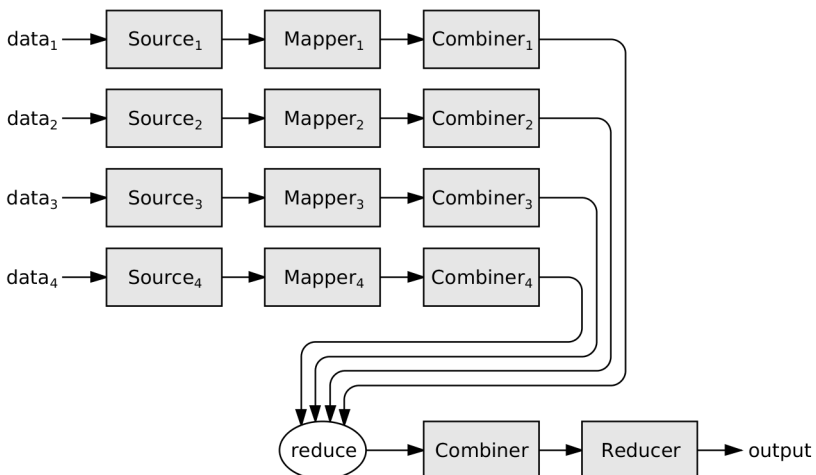 data₁ Source₁ Mapper₁ Combiner₁
data₂ Source₂ Mapper₂ Combiner₂
data₃ Source₃ Mapper₃ Combiner₃
data₄ Source₄ Mapper₄ Combiner₄
reduce Combiner Reducer output